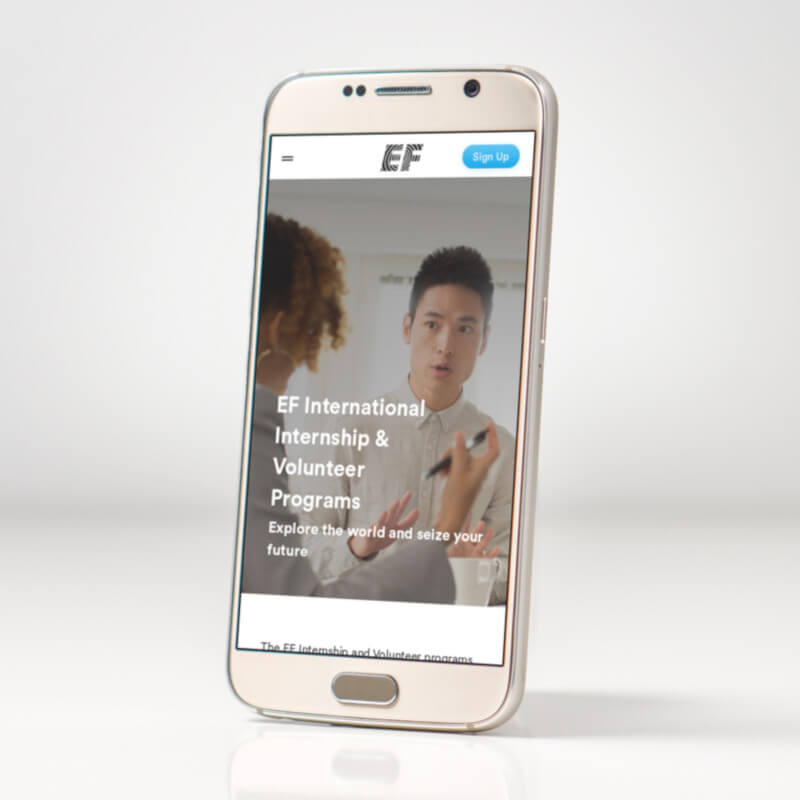 EF
Sign Up
EF International
Internship &
Volunteer
Programs
Explore the world and seize your
future
The EF Internship and Volunteer programs